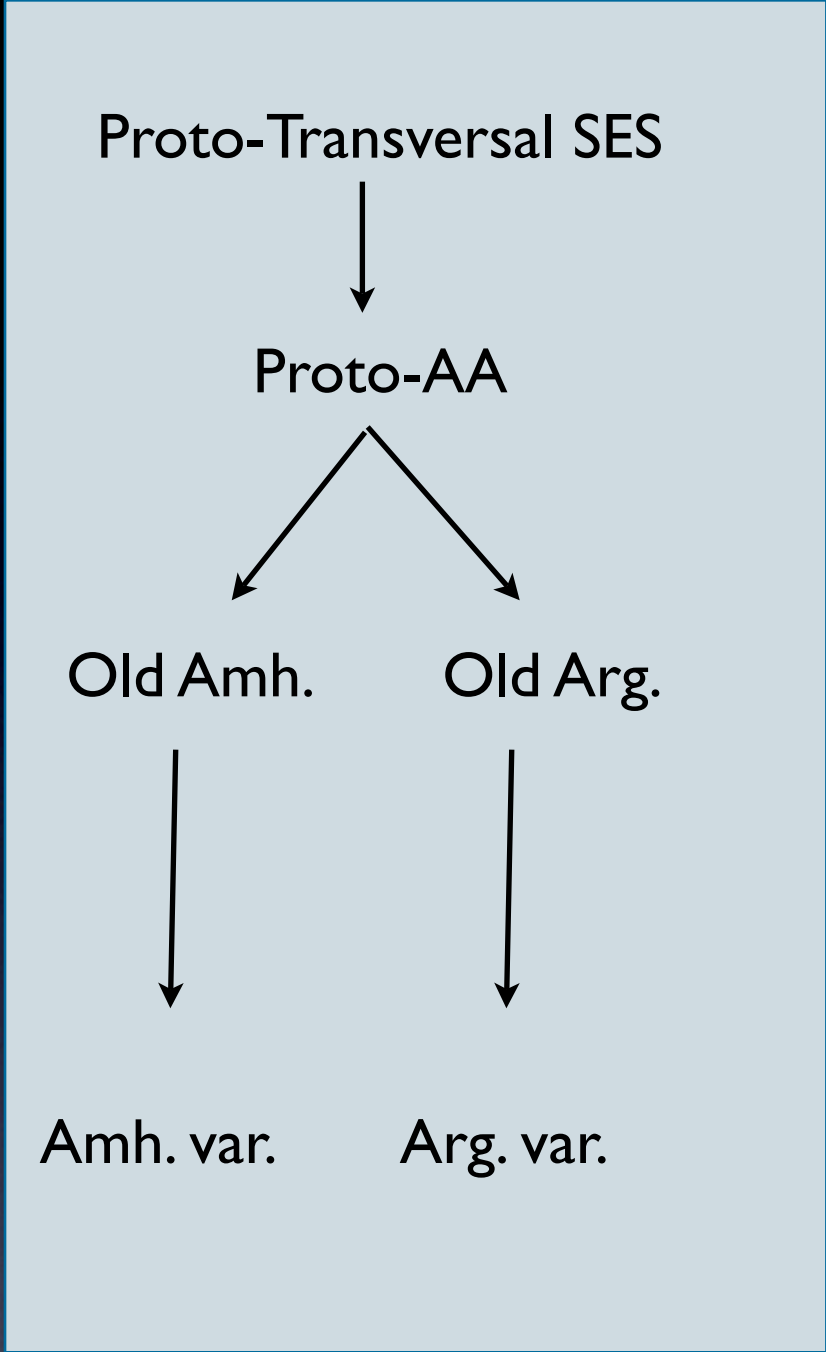 Proto-Transversal SES
Proto-AA
Old Amh. Old Arg.
Amh. var. Arg. var.